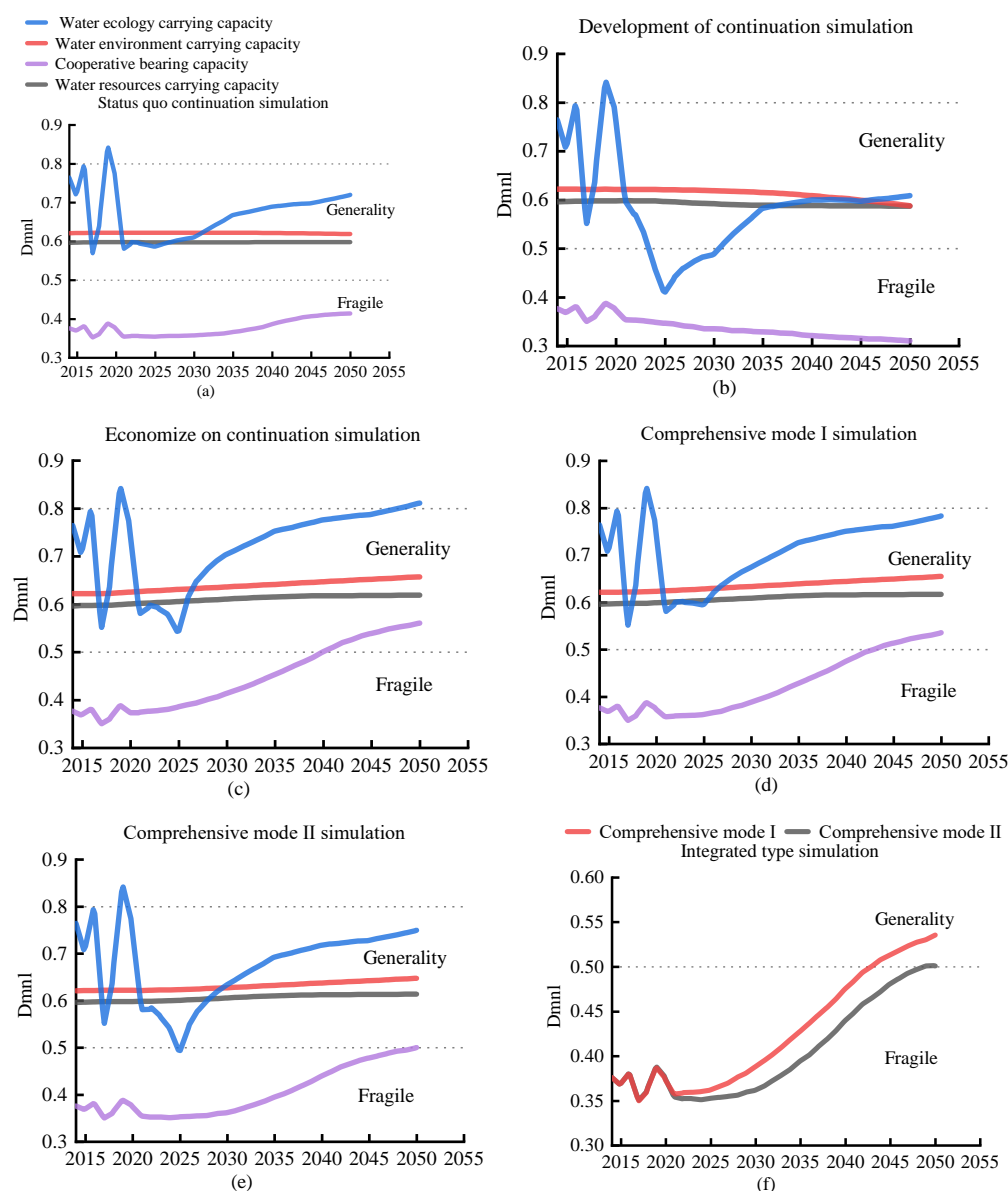 Water ecology carrying capacity
Water environment carrying capacity
Cooperative bearing capacity
Water resources carrying capacity
Status quo continuation simulation
0.9
0.8
0.7
0.6
0.5
0.4
0.3
Dmnl
Generality
Fragile
2015 2020 2025 2030 2035 2040 2045 2050 2055
(a)
Development of continuation simulation
0.9
0.8
0.7
0.6
0.5
0.4
0.3
Dmnl
Generality
Fragile
2015 2020 2025 2030 2035 2040 2045 2050 2055
(b)
Economize on continuation simulation
0.9
0.8
0.7
0.6
0.5
0.4
0.3
Dmnl
Generality
Fragile
2015 2020 2025 2030 2035 2040 2045 2050 2055
(c)
Comprehensive mode I simulation
0.9
0.8
0.7
0.6
0.5
0.4
0.3
Dmnl
Generality
Fragile
2015 2020 2025 2030 2035 2040 2045 2050 2055
(d)
Comprehensive mode II simulation
0.9
0.8
0.7
0.6
0.5
0.4
0.3
Dmnl
Generality
Fragile
2015 2020 2025 2030 2035 2040 2045 2050 2055
(e)
Comprehensive mode I Comprehensive mode II
Integrated type simulation
0.60
0.55
0.50
0.45
0.40
0.35
0.30
Dmnl
Generality
Fragile
2015 2020 2025 2030 2035 2040 2045 2050 2055
(f)